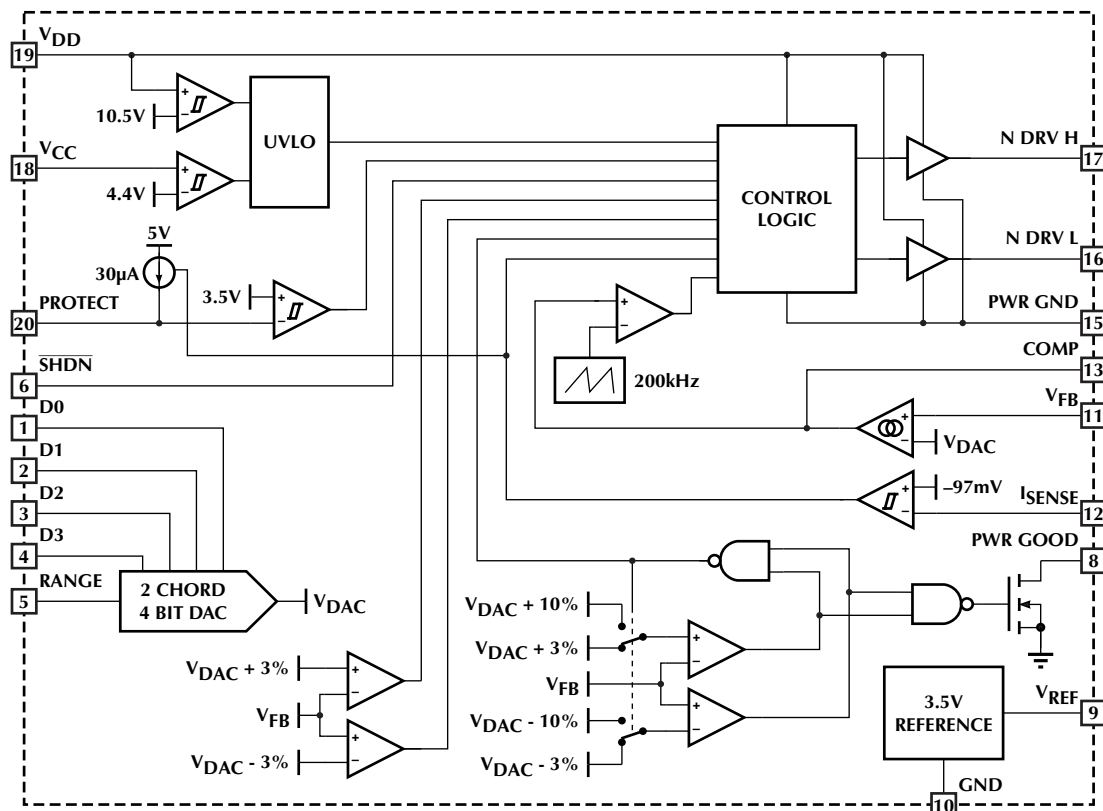 19 VDD
10.5V
+
−
UVLO
18 VCC
4.4V
+
−
5V
30µA
20 PROTECT
3.5V
+
−
6 SHDN
1 D0
2 D1
3 D2
4 D3
5 RANGE
2 CHORD
4 BIT DAC
VDAC
VDAC + 3%
VFB
VDAC - 3%
+
−
+
−
CONTROL
LOGIC
+
−
200kHz
N DRV H 17
N DRV L 16
PWR GND 15
COMP 13
VFB 11
+
−
VDAC
+
−
–97mV
ISENSE 12
PWR GOOD 8
VDAC + 10%
VDAC + 3%
VFB
VDAC - 10%
VDAC - 3%
+
−
+
−
3.5V
REFERENCE
VREF 9
GND
10